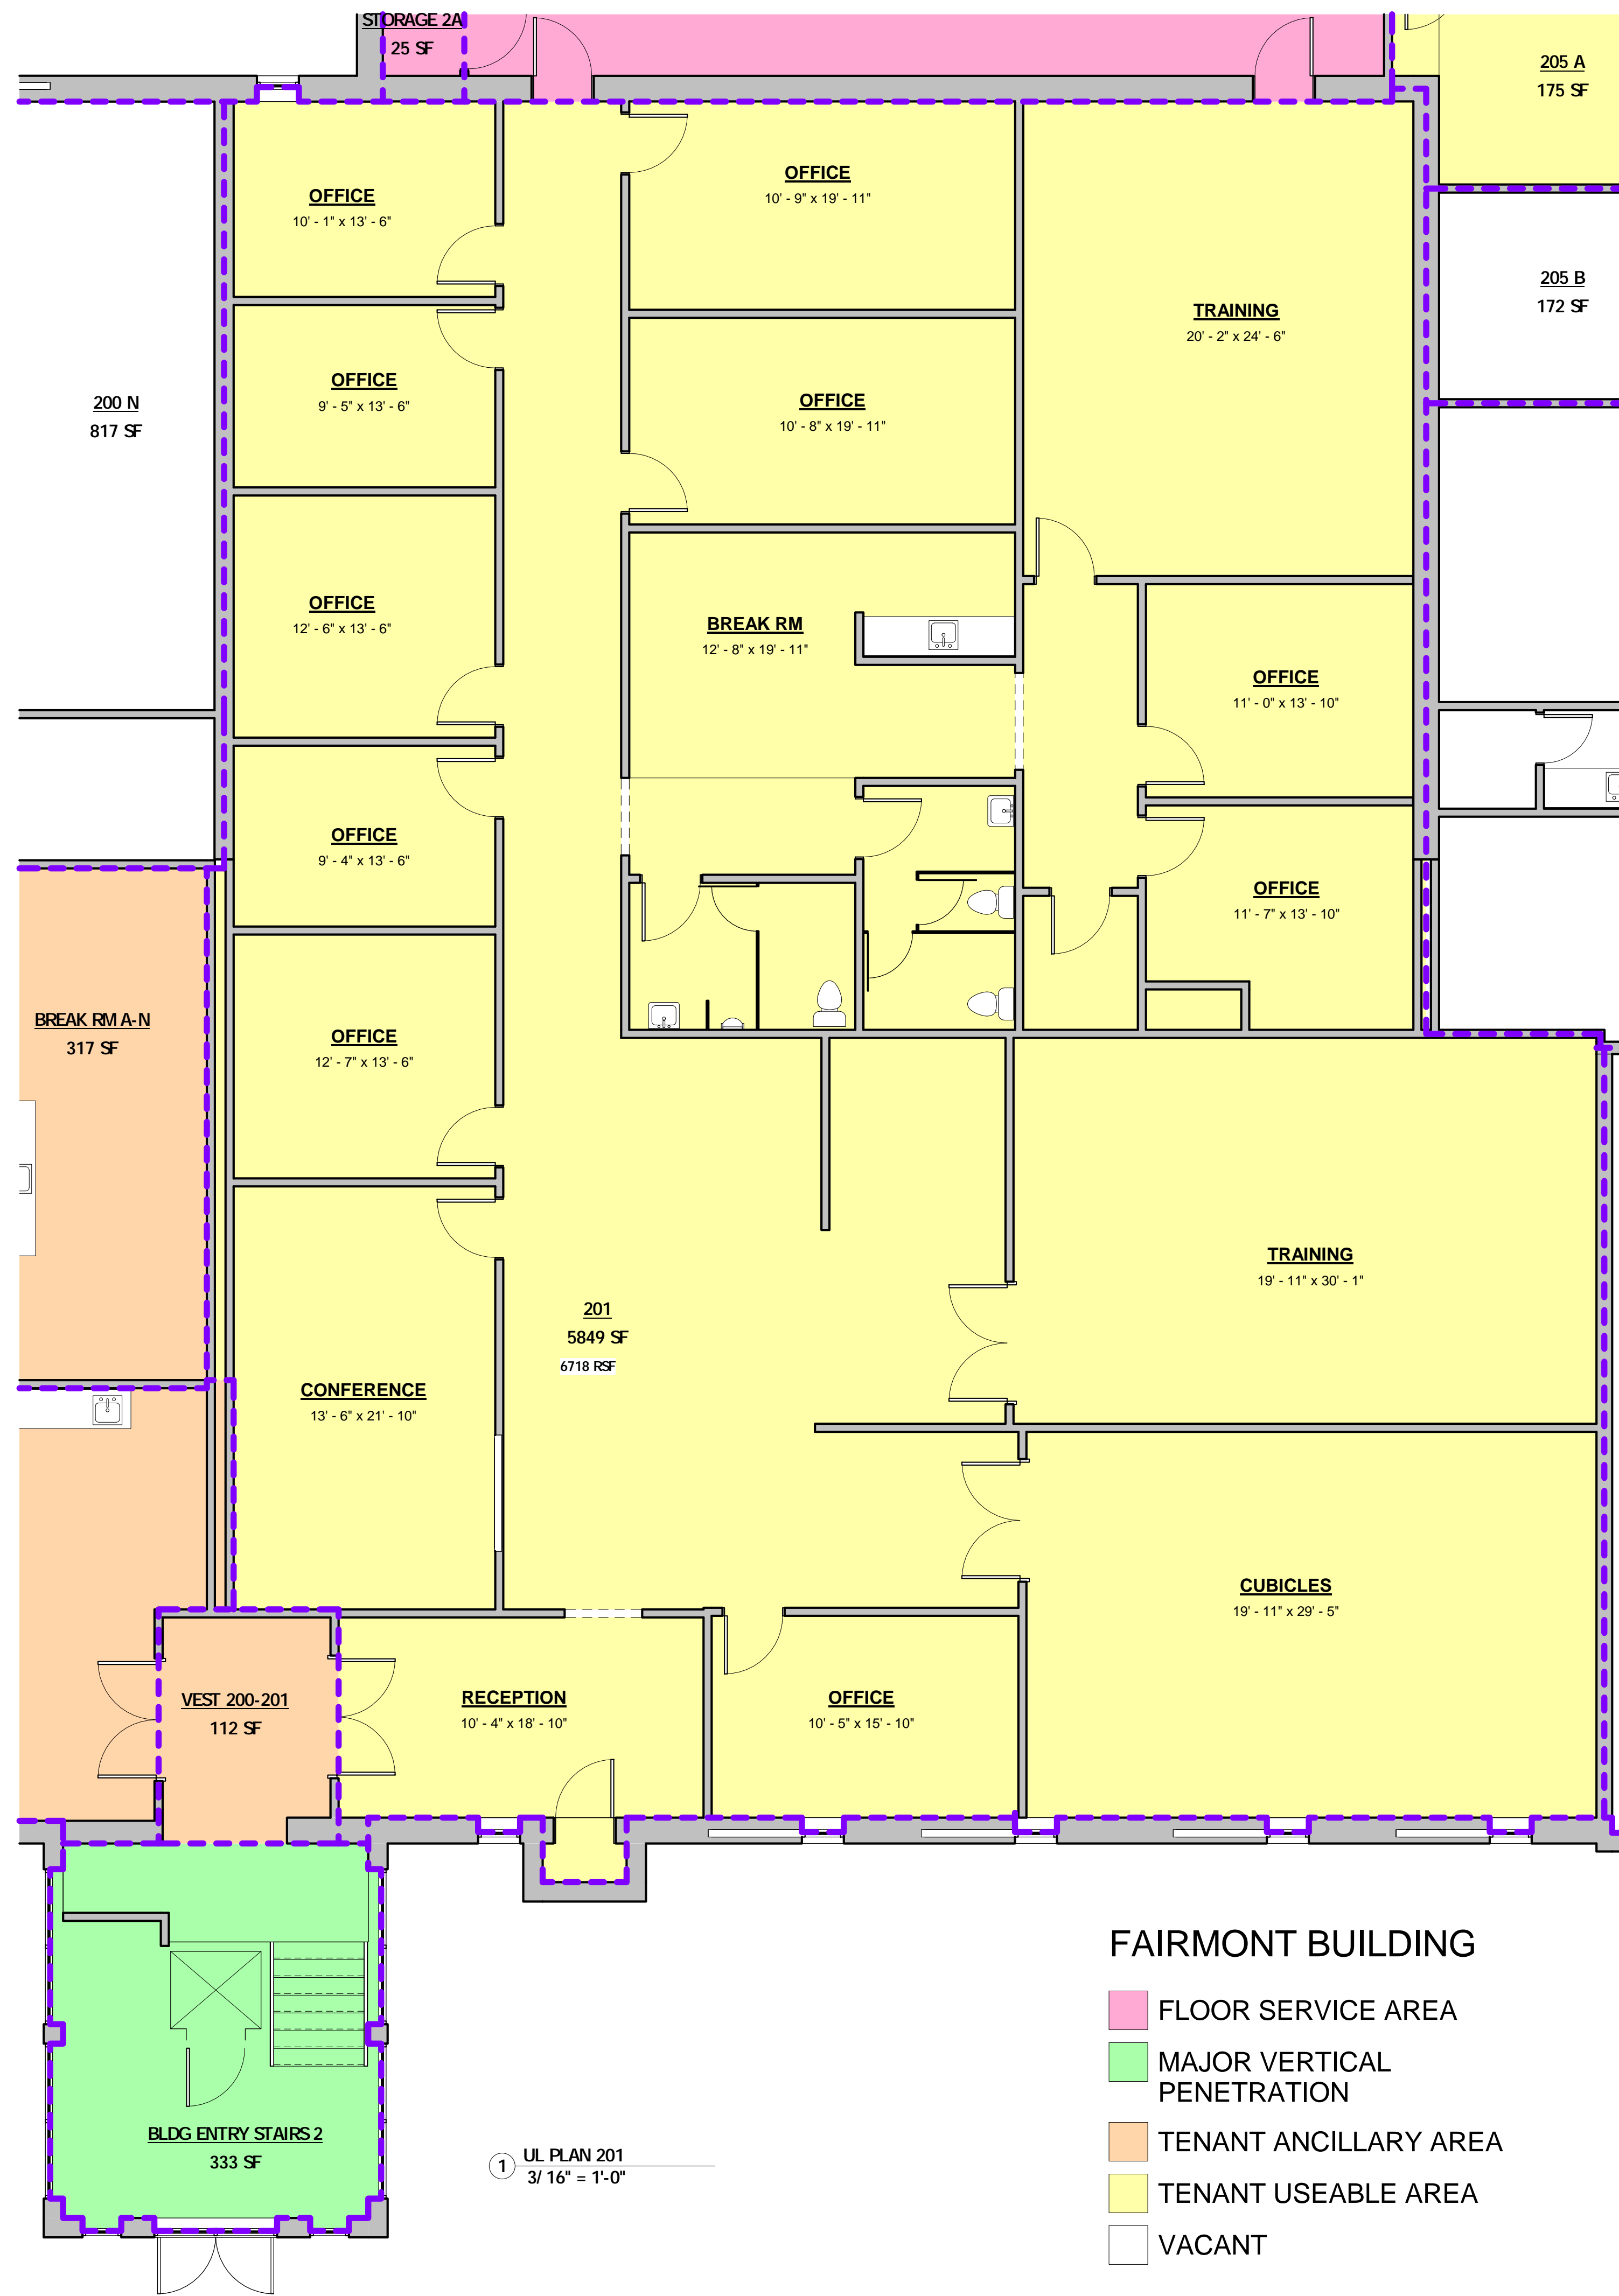 STORAGE 2A
25 SF
205 A
175 SF
OFFICE
10' - 1" x 13' - 6"
OFFICE
10' - 9" x 19' - 11"
TRAINING
20' - 2" x 24' - 6"
205 B
172 SF
200 N
817 SF
OFFICE
9' - 5" x 13' - 6"
OFFICE
10' - 8" x 19' - 11"
OFFICE
12' - 6" x 13' - 6"
BREAK RM
12' - 8" x 19' - 11"
OFFICE
11' - 0" x 13' - 10"
OFFICE
9' - 4" x 13' - 6"
OFFICE
11' - 7" x 13' - 10"
BREAK RM A-N
317 SF
OFFICE
12' - 7" x 13' - 6"
TRAINING
19' - 11" x 30' - 1"
201
5849 SF
6718 RSF
CONFERENCE
13' - 6" x 21' - 10"
CUBICLES
19' - 11" x 29' - 5"
VEST 200-201
112 SF
RECEPTION
10' - 4" x 18' - 10"
OFFICE
10' - 5" x 15' - 10"
BLDG ENTRY STAIRS 2
333 SF
1
UL PLAN 201
3/16" = 1'-0"
FAIRMONT BUILDING
FLOOR SERVICE AREA
MAJOR VERTICAL
PENETRATION
TENANT ANCILLARY AREA
TENANT USEABLE AREA
VACANT